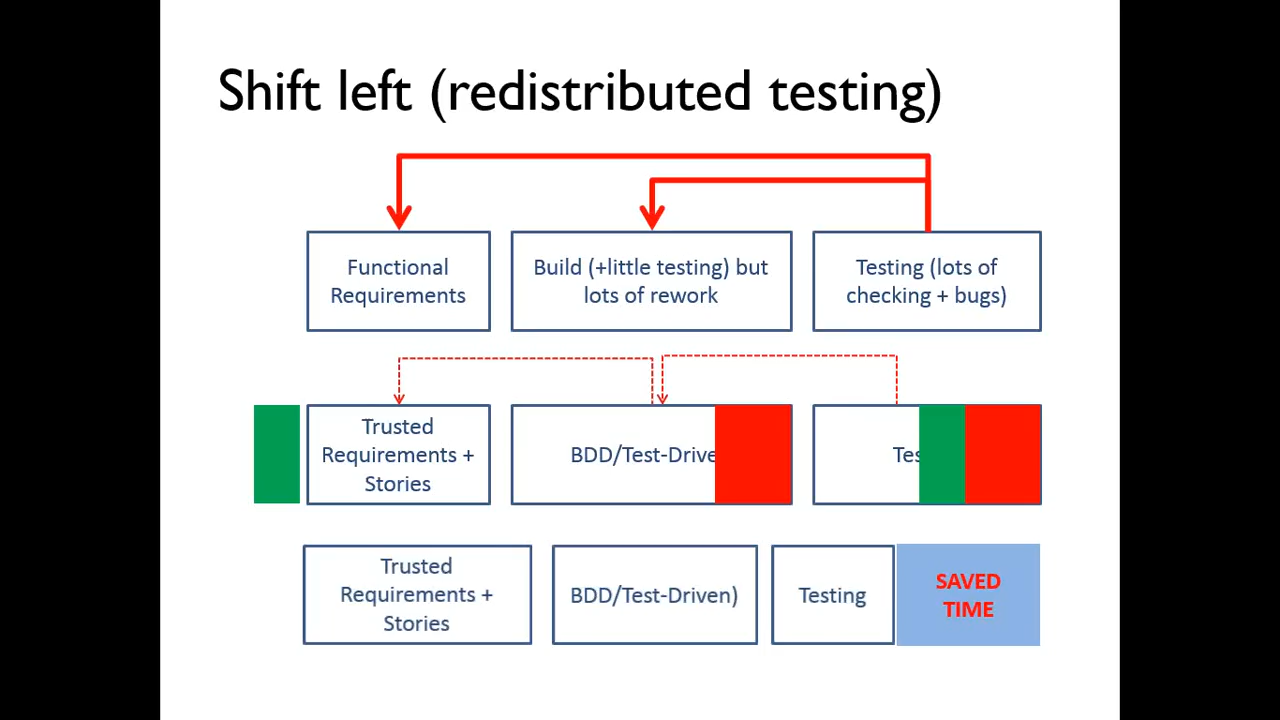 Shift left (redistributed testing)
Functional
Requirements
Build (+little testing) but
lots of rework
Testing (lots of
checking + bugs)
Trusted
Requirements +
Stories
BDD/Test-Drive
Tes
Trusted
Requirements +
Stories
BDD/Test-Driven)
Testing
SAVED
TIME